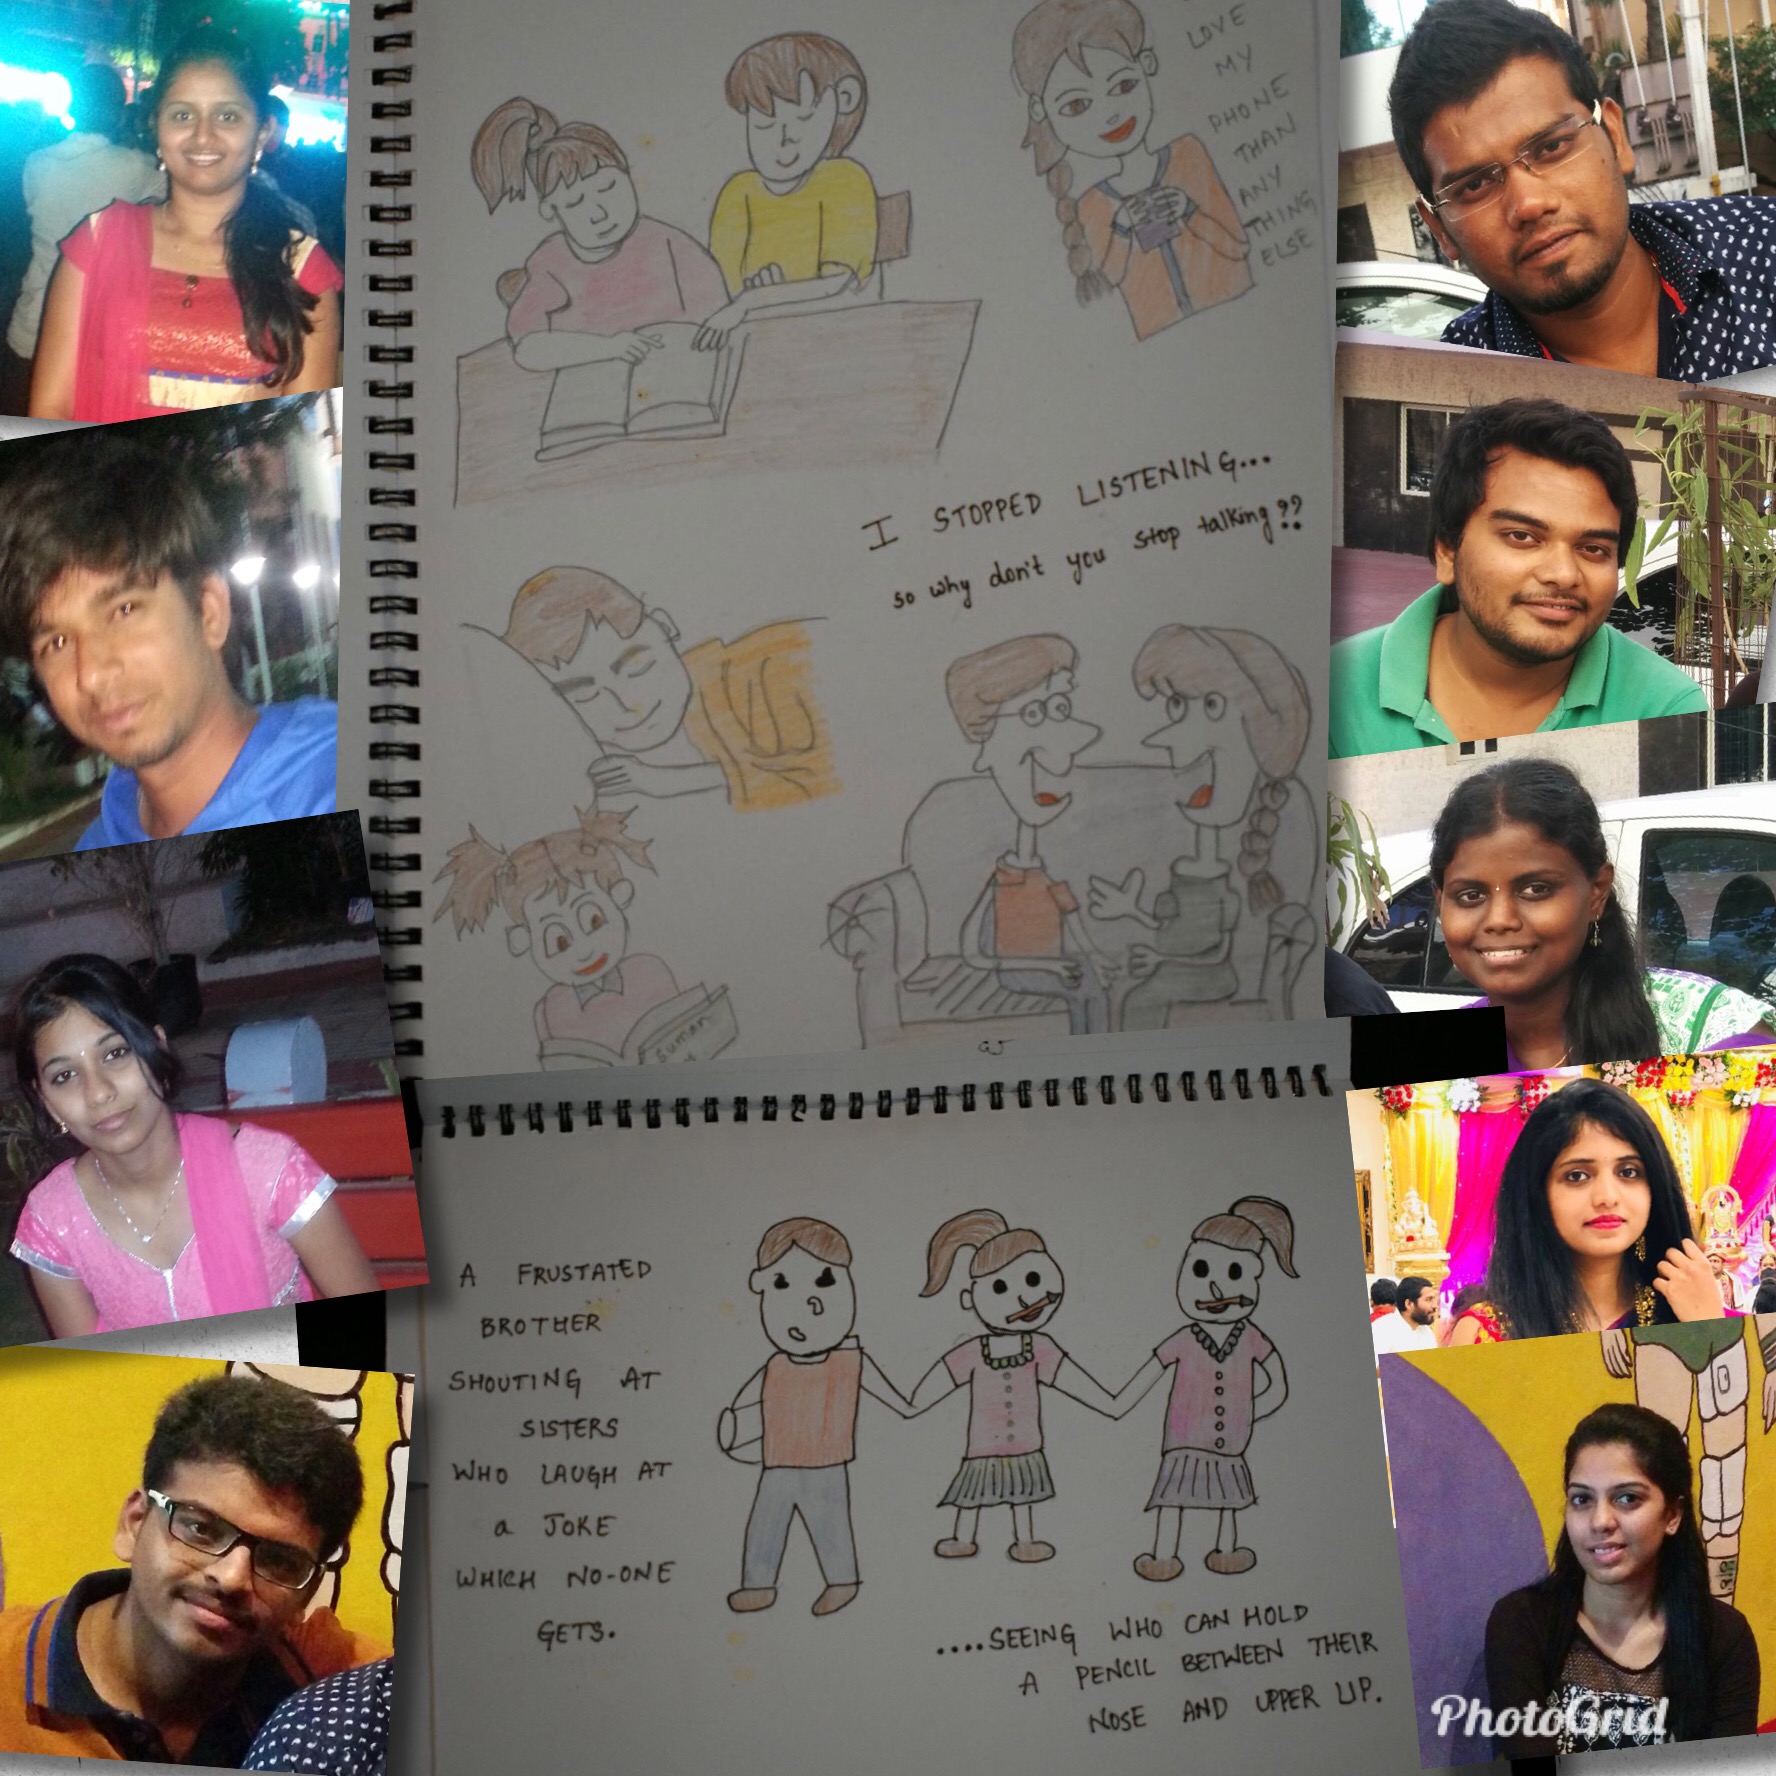 LOVE
MY
PHONE
THAN
ANY
THING
ELSE
I STOPPED LISTENING...
so why don't you stop talking??
suman
A FRUSTATED
BROTHER
SHOUTING AT
SISTERS
WHO LAUGH AT
a JOKE
WHICH NO-ONE
GETS.
....SEEING WHO CAN HOLD
A PENCIL BETWEEN THEIR
NOSE AND UPPER LIP.
PhotoGrid